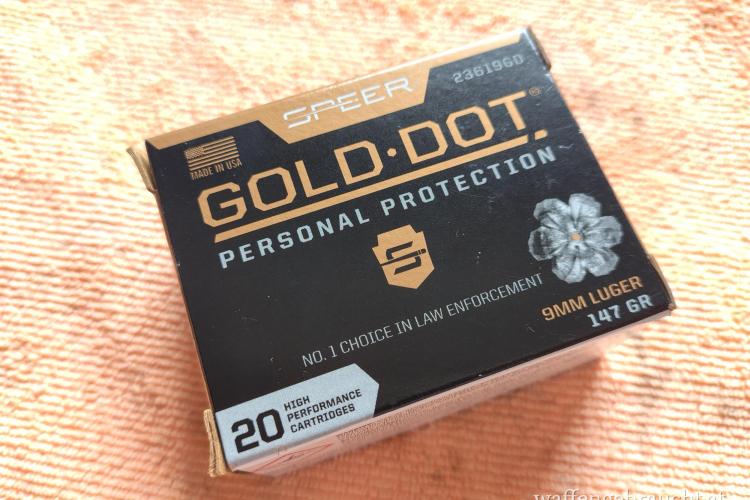 SPEER
23619GD
MADE IN USA
GOLD·DOT®
PERSONAL PROTECTION
NO. 1 CHOICE IN LAW ENFORCEMENT
9MM LUGER
147 GR
20 HIGH
PERFORMANCE
CARTRIDGES